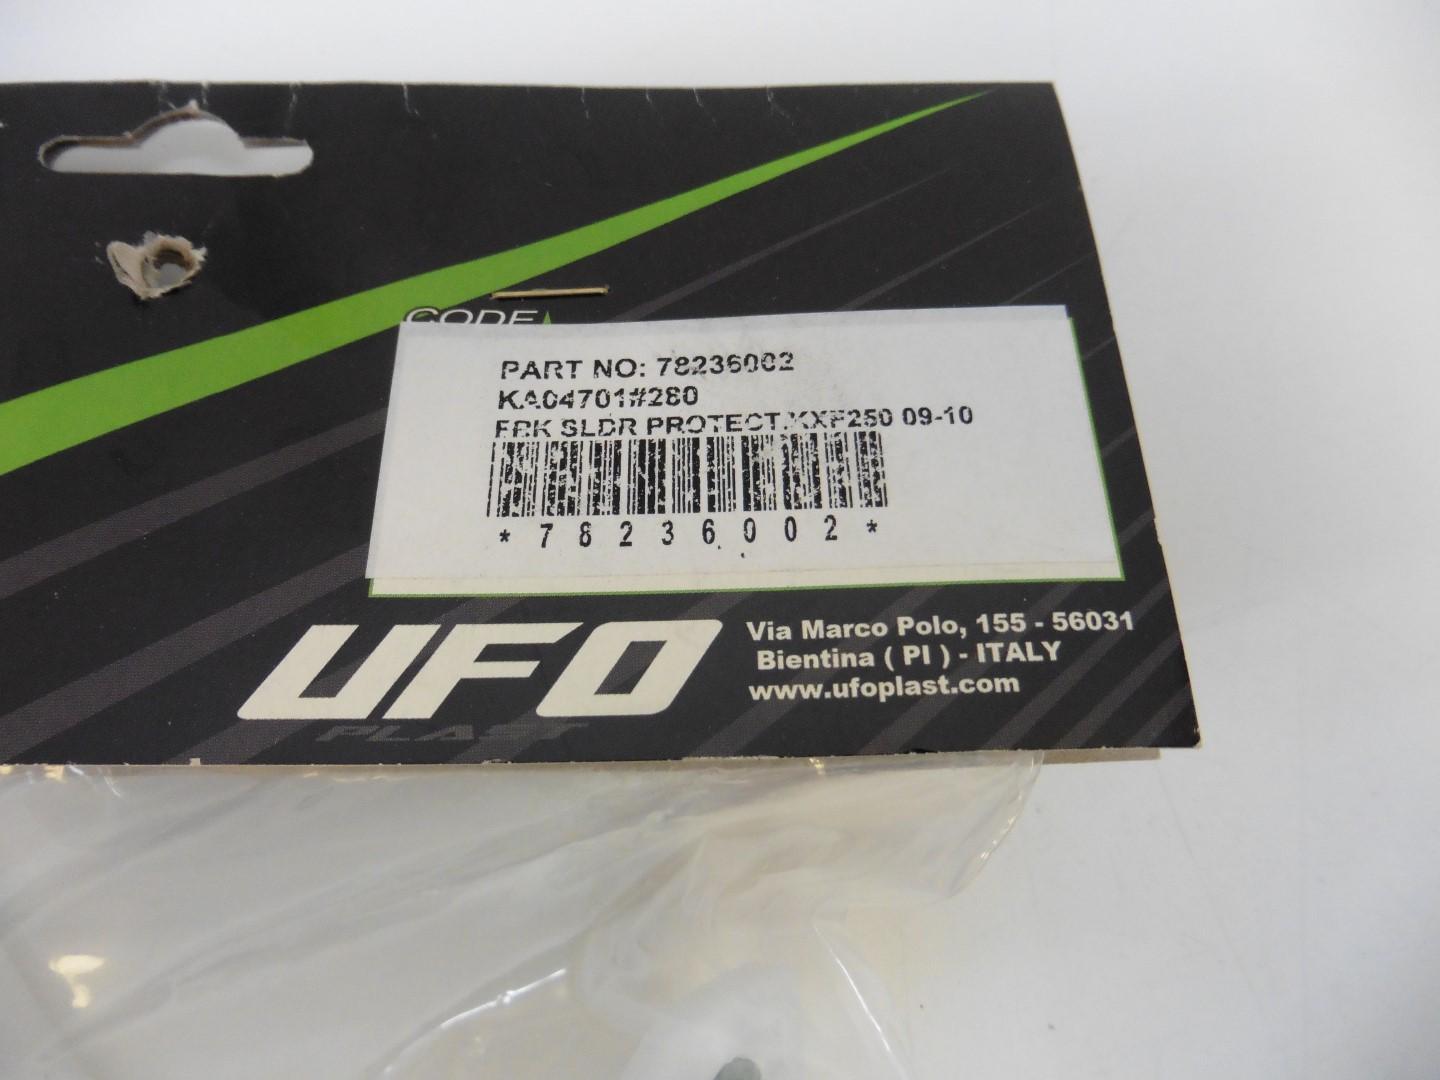 CODE
PART NO: 78236002
KA04701#280
FRK SLDR PROTECT.KXF250 09-10
*78236002*
UFO
PLAST
Via Marco Polo, 155 - 56031
Bientina ( PI ) - ITALY
www.ufoplast.com